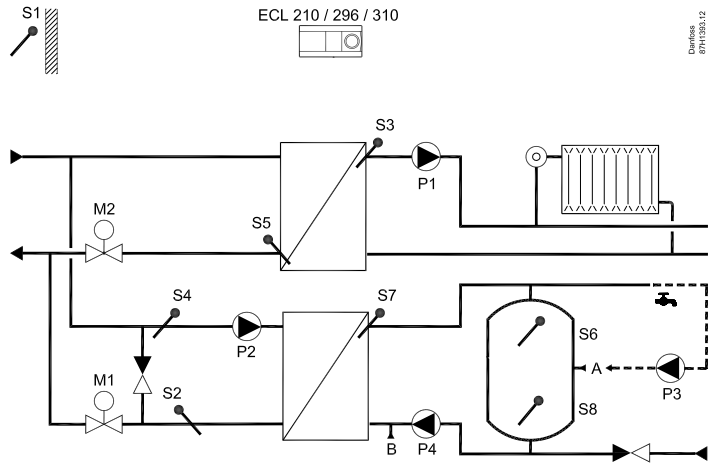 S1
ECL 210 / 296 / 310
Danfoss
87H1393.12
S3
P1
M2
S5
S4
S7
P2
S6
A
P3
M1
S2
S8
B
P4